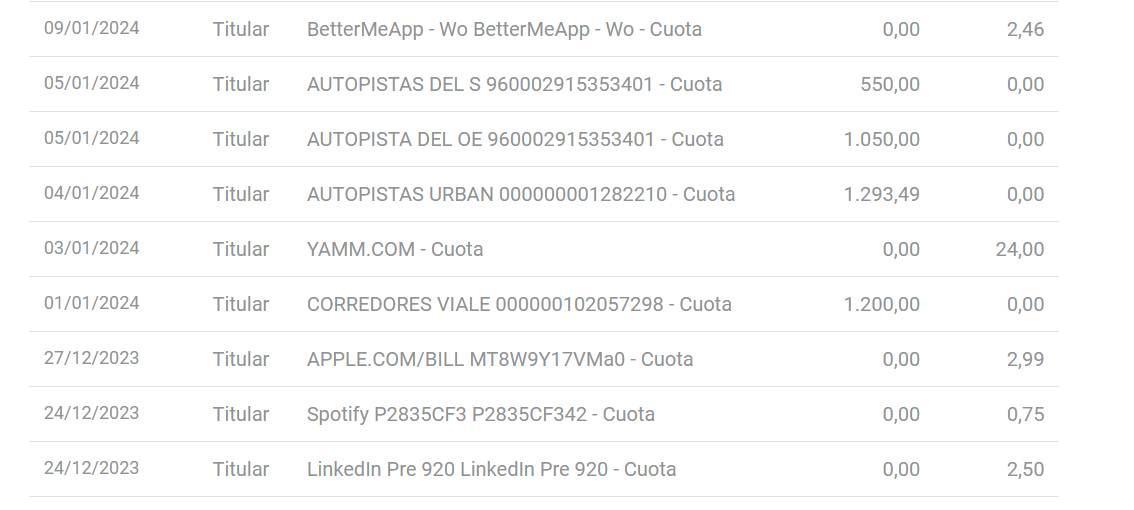 09/01/2024 Titular BetterMeApp - Wo BetterMeApp - Wo - Cuota 0,00 2,46
05/01/2024 Titular AUTOPISTAS DEL S 960002915353401 - Cuota 550,00 0,00
05/01/2024 Titular AUTOPISTA DEL OE 960002915353401 - Cuota 1.050,00 0,00
04/01/2024 Titular AUTOPISTAS URBAN 000000001282210 - Cuota 1.293,49 0,00
03/01/2024 Titular YAMM.COM - Cuota 0,00 24,00
01/01/2024 Titular CORREDORES VIALE 000000102057298 - Cuota 1.200,00 0,00
27/12/2023 Titular APPLE.COM/BILL MT8W9Y17VMa0 - Cuota 0,00 2,99
24/12/2023 Titular Spotify P2835CF3 P2835CF342 - Cuota 0,00 0,75
24/12/2023 Titular LinkedIn Pre 920 LinkedIn Pre 920 - Cuota 0,00 2,50